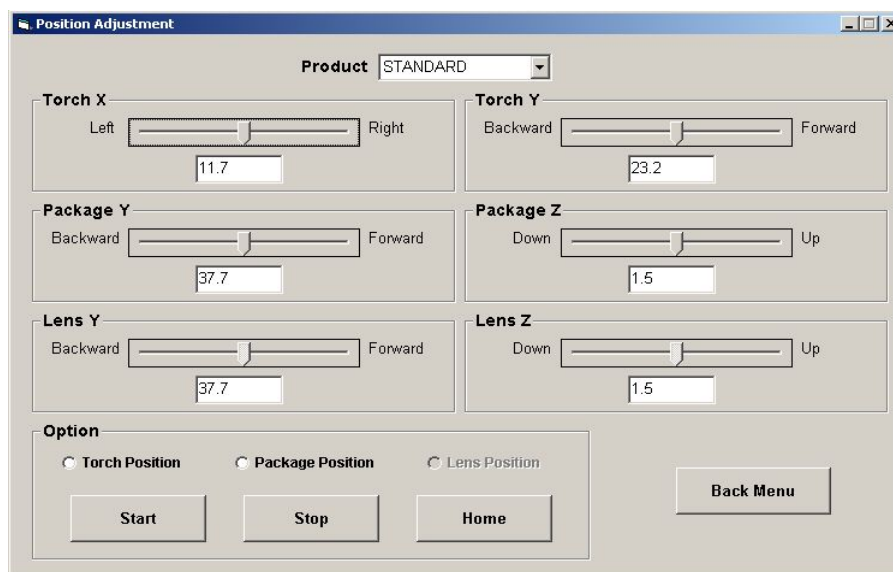 Position Adjustment
Product STANDARD
Torch X
Left Right
11.7
Torch Y
Backward Forward
23.2
Package Y
Backward Forward
37.7
Package Z
Down Up
1.5
Lens Y
Backward Forward
37.7
Lens Z
Down Up
1.5
Option
Torch Position Package Position Lens Position
Start Stop Home
Back Menu